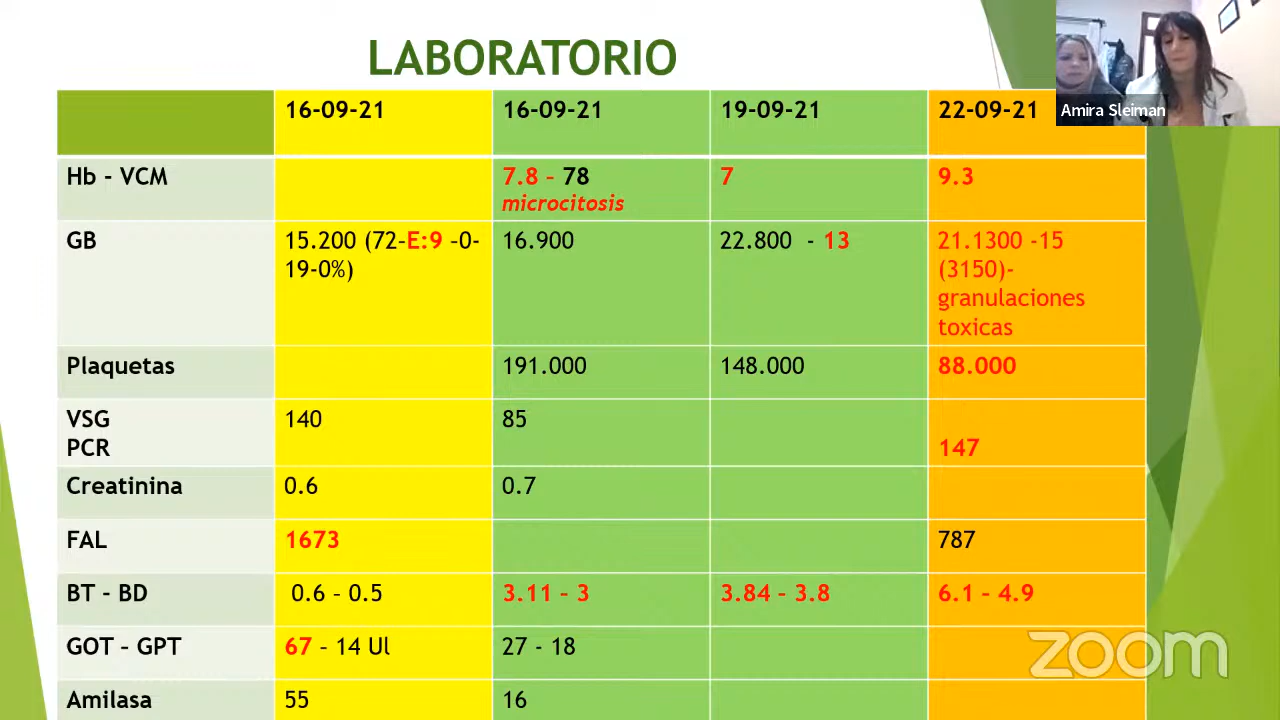 LABORATORIO
Amira Sleiman
16-09-21 16-09-21 19-09-21 22-09-21
Hb - VCM 7.8 – 78 7 9.3
microcitosis
GB 15.200 (72-E:9 -0- 16.900 22.800 - 13 21.1300 -15
19-0%) (3150)-
granulaciones
toxicas
Plaquetas 191.000 148.000 88.000
VSG 140 85
PCR 147
Creatinina 0.6 0.7
FAL 1673 787
BT - BD 0.6 – 0.5 3.11 – 3 3.84 – 3.8 6.1 – 4.9
GOT – GPT 67 – 14 Ul 27 - 18
Amilasa 55 16
zoom